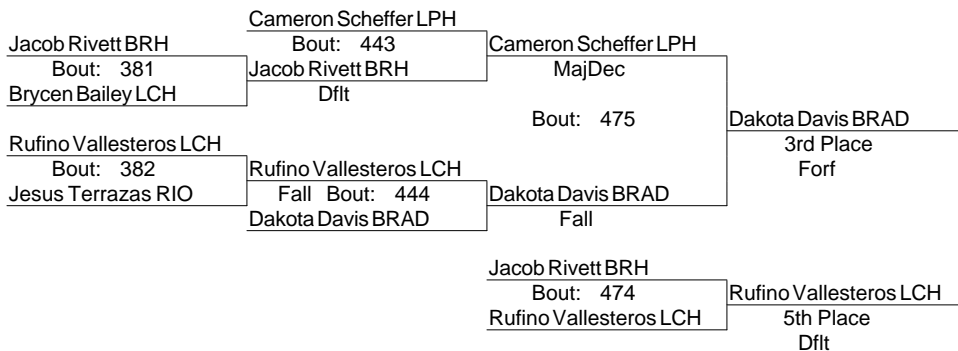 Cameron Scheffer LPH
Jacob Rivett BRH
Bout: 443
Cameron Scheffer LPH
Bout: 381
Jacob Rivett BRH
MajDec
Brycen Bailey LCH
Dflt
Bout: 475
Dakota Davis BRAD
Rufino Vallesteros LCH
3rd Place
Bout: 382
Rufino Vallesteros LCH
Forf
Jesus Terrazas RIO
Fall Bout: 444
Dakota Davis BRAD
Dakota Davis BRAD
Fall
Jacob Rivett BRH
Bout: 474
Rufino Vallesteros LCH
Rufino Vallesteros LCH
5th Place
Dflt